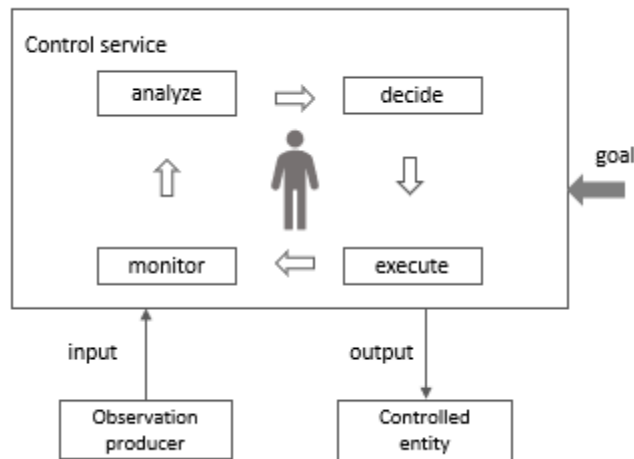 Control service
analyze
decide
goal
monitor
execute
input
output
Observation
producer
Controlled
entity